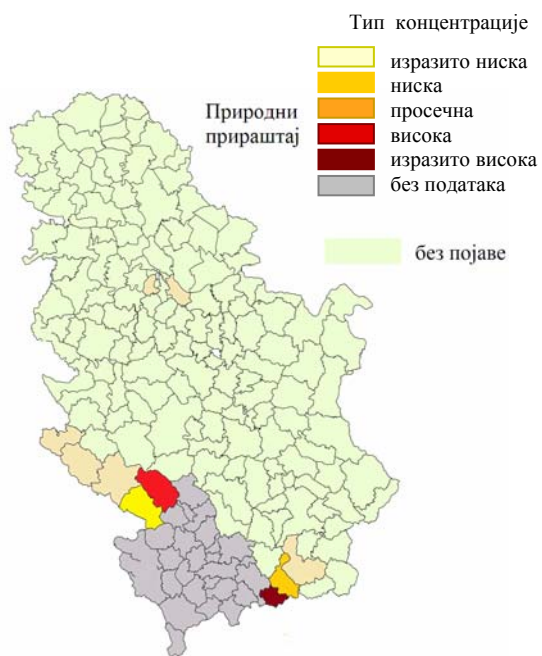 Тип концентрације
изразито ниска
ниска
просечна
висока
изразито висока
без података
Природни
прираштај
без појаве